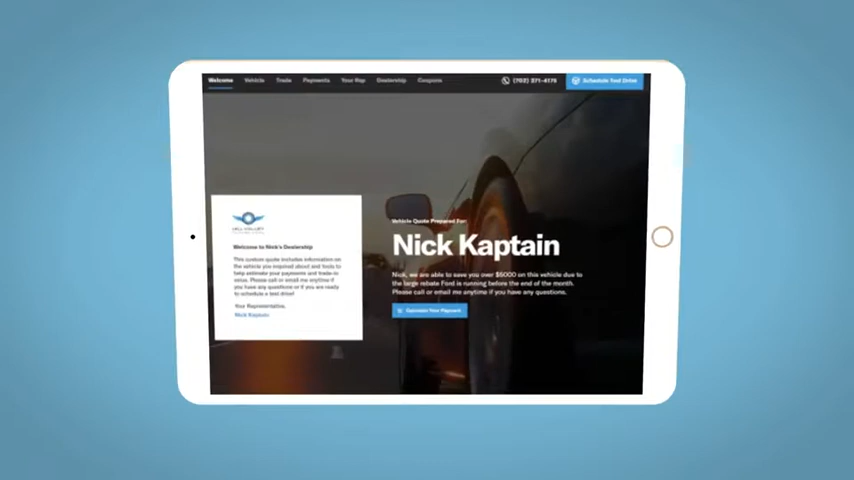 Welcome Vehicle Trade Payments Your Rep Dealership Coupons (702) 371-4176 Schedule Test Drive
Welcome to Nick's Dealership
This custom quote includes information on
the vehicle you inquired about and tools to
help estimate your payments and trade-in
value. Please call or email me anytime if
you have any questions or if you are ready
to schedule a test drive!
Your Representative,
Nick Kaptain
Vehicle Quote Prepared For:
Nick Kaptain
Nick, we are able to save you over $6000 on this vehicle due to
the large rebate Ford is running before the end of the month.
Please call or email me anytime if you have any questions.
Your Payment